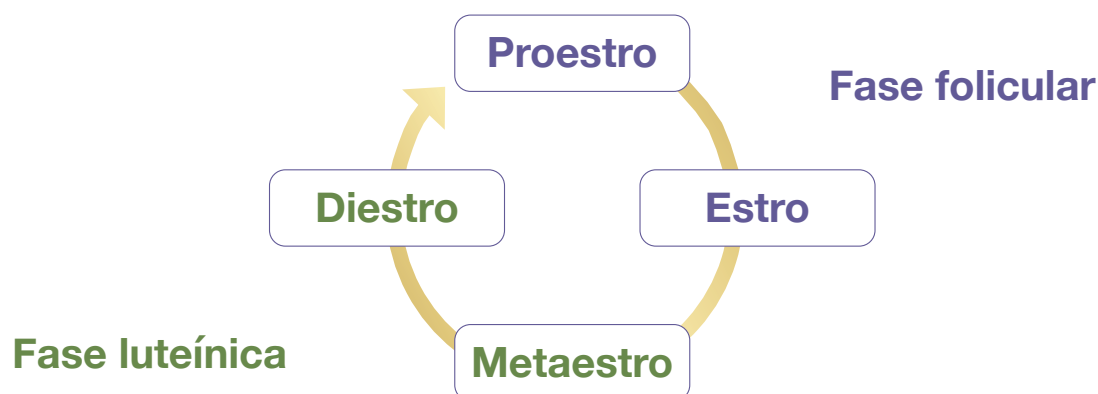 Proestro
Fase folicular
Diestro
Estro
Fase luteínica
Metaestro